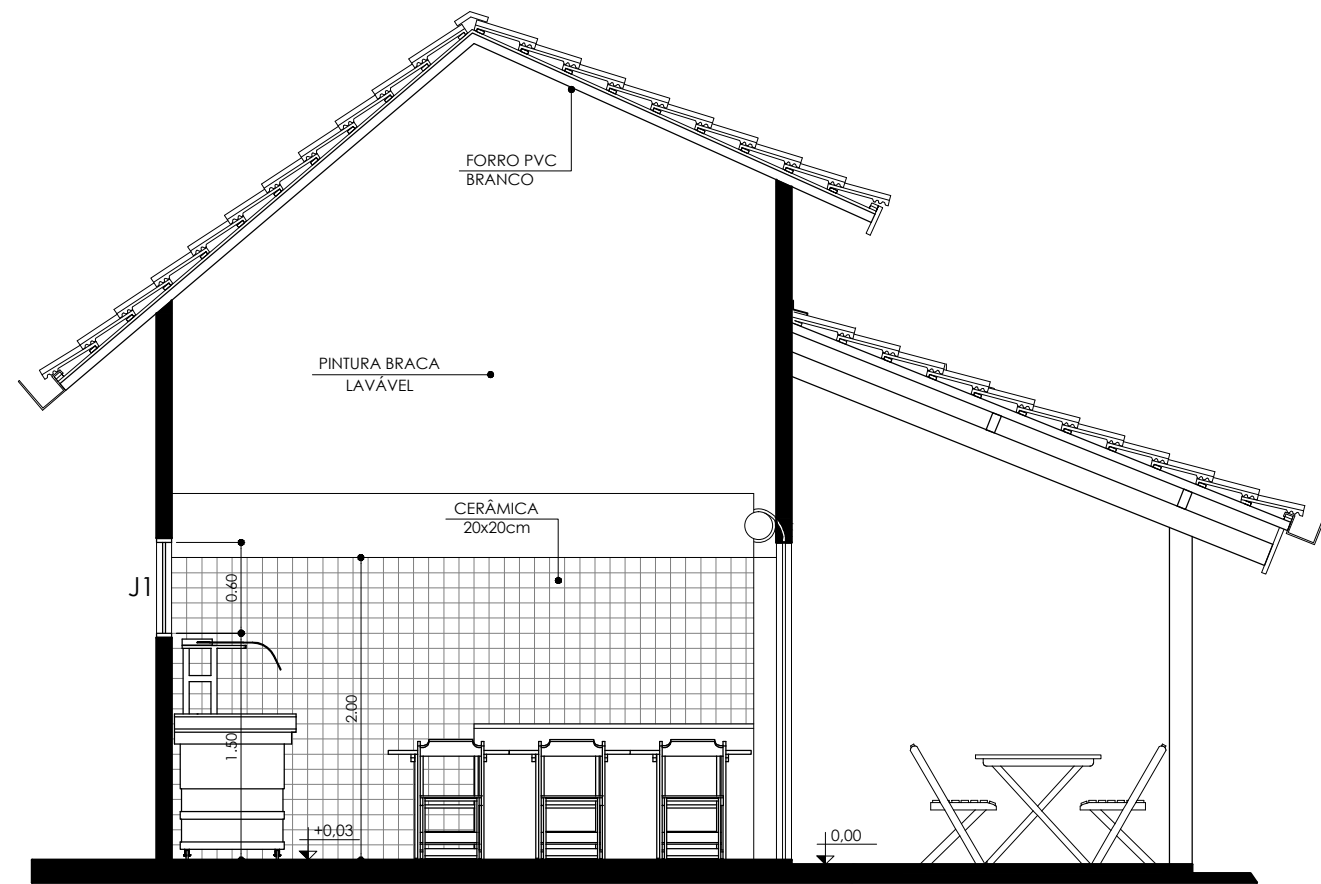 FORRO PVC
BRANCO
PINTURA BRACA
LAVÁVEL
CERÂMICA
20x20cm
J1
0.60
2.00
1.50
+0,03
0,00